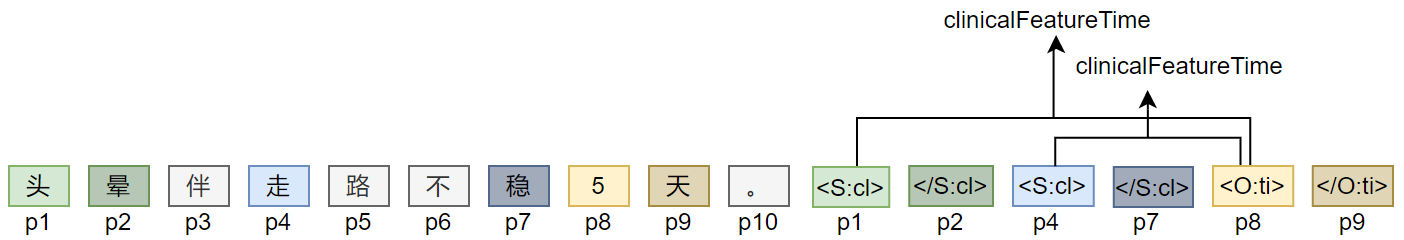 clinicalFeatureTime
clinicalFeatureTime
头 晕 伴 走 路 不 稳 5 天 。 <S:cl> </S:cl> <S:cl> </S:cl> <O:ti> </O:ti>
p1 p2 p3 p4 p5 p6 p7 p8 p9 p10 p1 p2 p4 p7 p8 p9